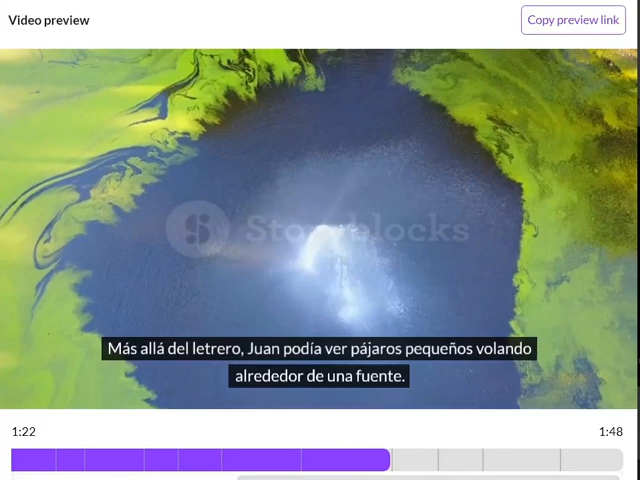 Video preview
Copy preview link
Storyblocks
Más allá del letrero, Juan podía ver pájaros pequeños volando
alrededor de una fuente.
1:22
1:48